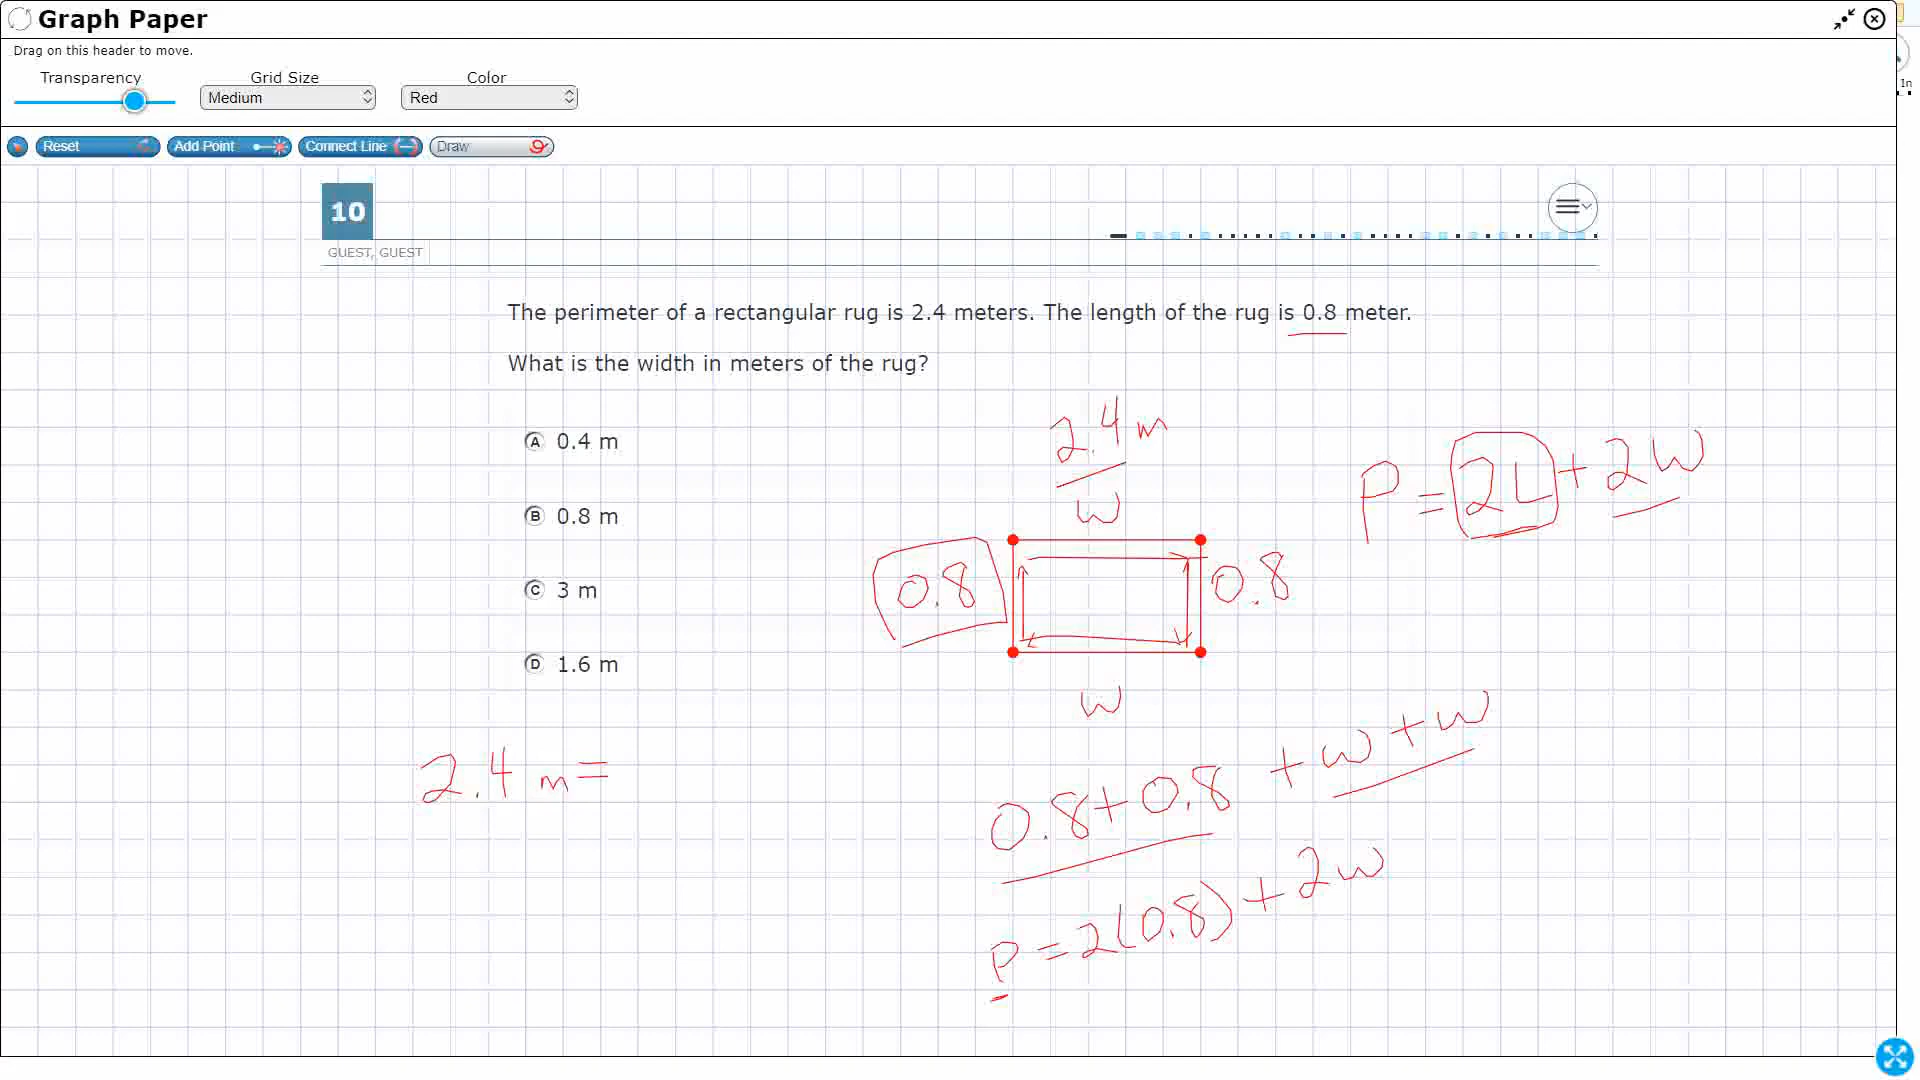 Graph Paper
Drag on this header to move.
Transparency Grid Size Color
Medium Red
Reset Add Point Connect Line Draw
10
GUEST, GUEST
The perimeter of a rectangular rug is 2.4 meters. The length of the rug is 0.8 meter.
What is the width in meters of the rug?
A 0.4 m
B 0.8 m
C 3 m
D 1.6 m
2.4 m
w
P = 2L + 2w
0.8 0.8
w
2.4 m =
0.8 + 0.8 + w + w
P = 2(0.8) + 2w
1n